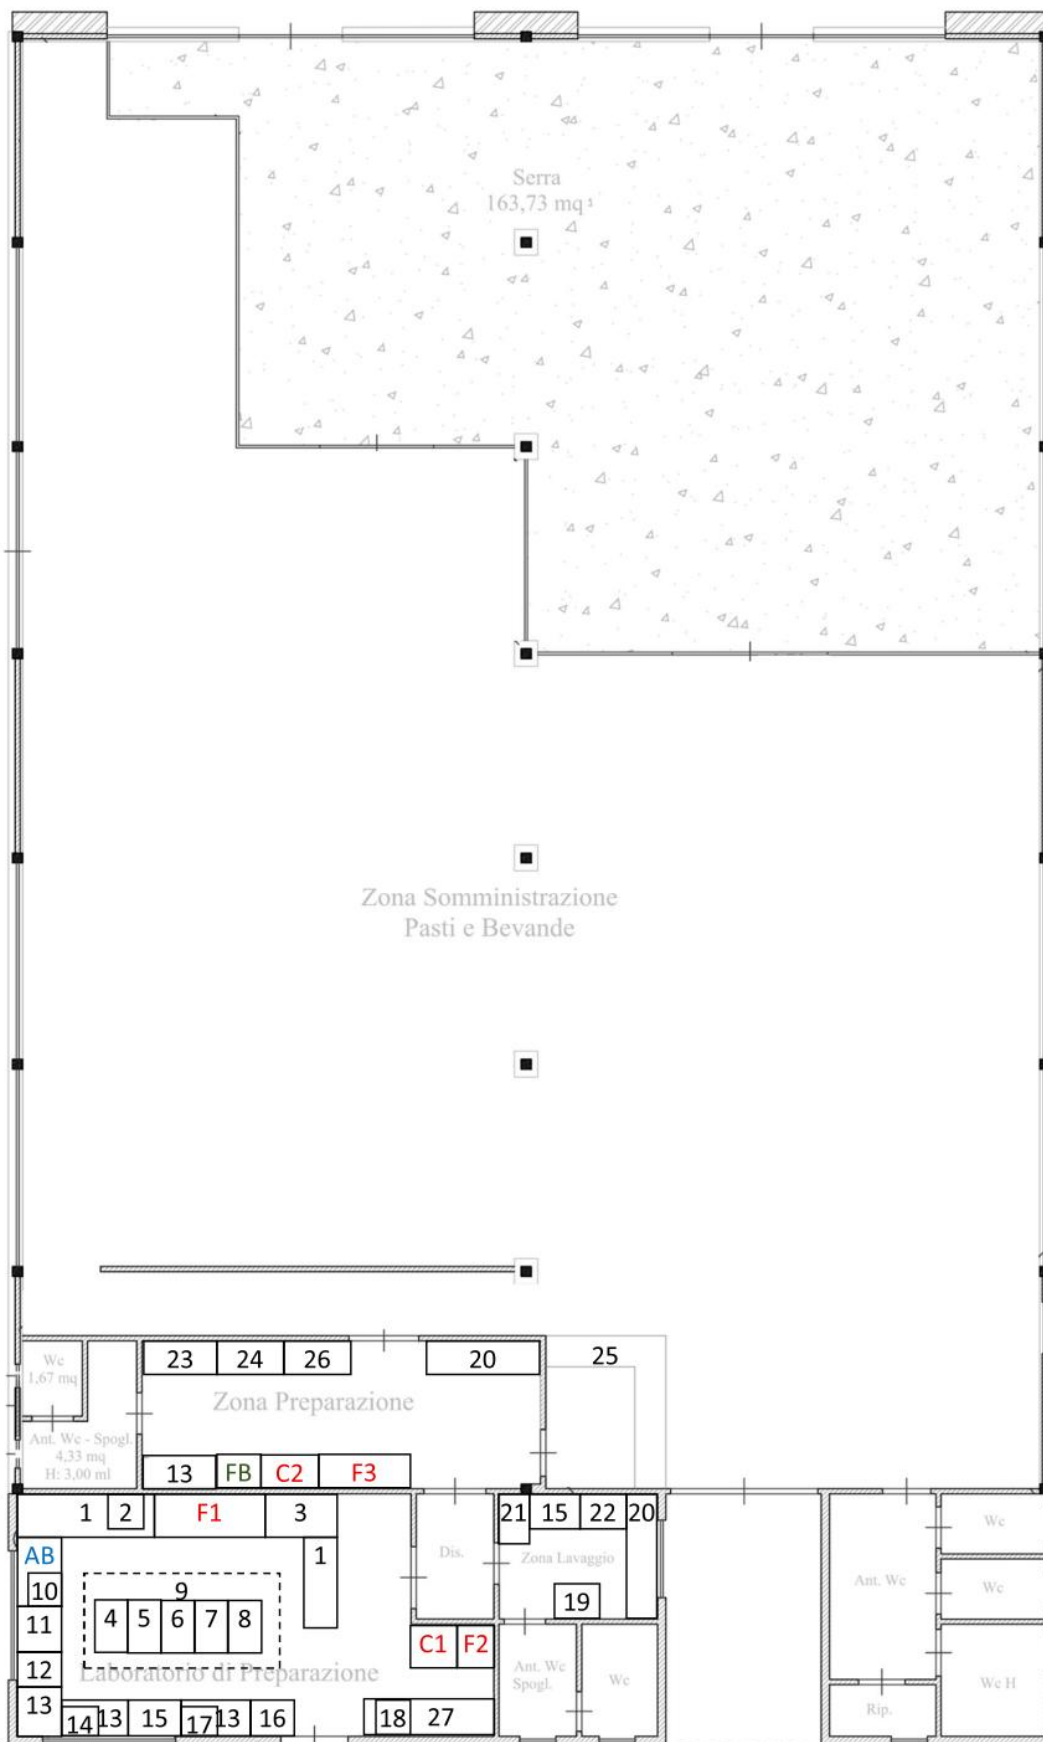 Serra
163,73 mq
Zona Somministrazione
Pasti e Bevande
Wc
1,67 mq
23
24
26
20
25
Zona Preparazione
Ant. Wc - Spogl.
4,33 mq
H: 3,00 ml
13
FB
C2
F3
1
2
F1
3
21
15
22
20
Wc
AB
1
Dis.
Zona Lavaggio
10
9
Ant. Wc
Wc
11
4
5
6
7
8
19
12
C1
F2
Laboratorio di Preparazione
Ant. Wc
Spogl.
Wc
Wc H
13
14
13
15
17
13
16
18
27
Rip.